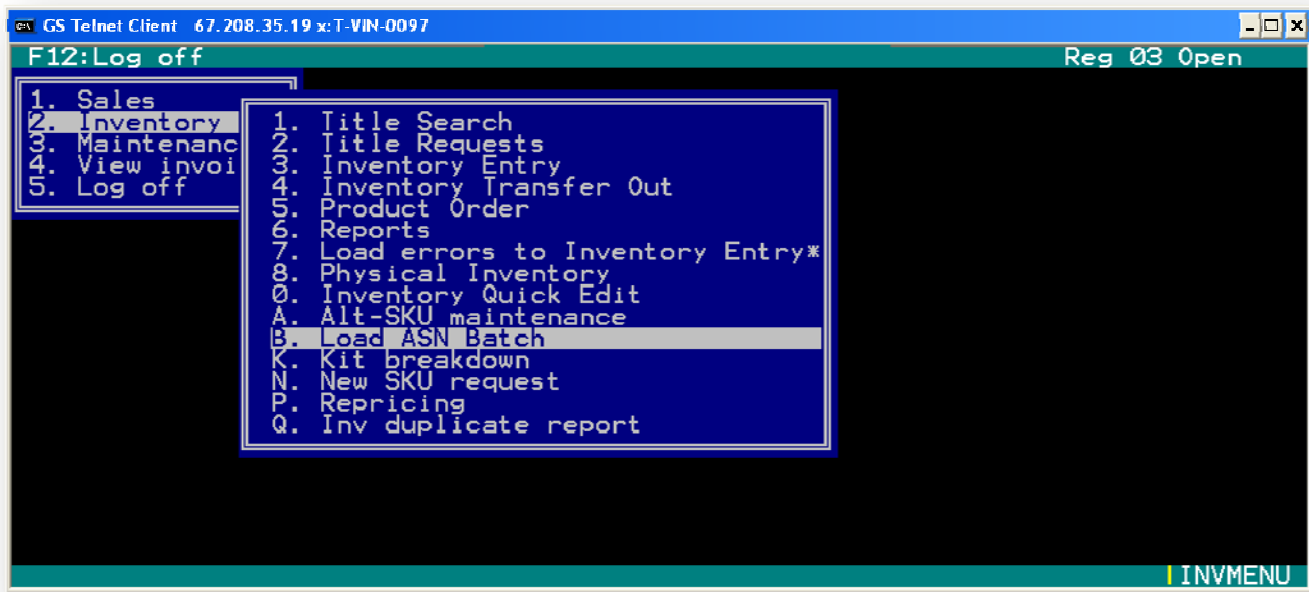 GS Telnet Client 67.208.35.19 x:T-VIN-0097
F12:Log off Reg 03 Open
1. Sales
2. Inventory
3. Maintenanc
4. View invoi
5. Log off
1. Title Search
2. Title Requests
3. Inventory Entry
4. Inventory Transfer Out
5. Product Order
6. Reports
7. Load errors to Inventory Entry*
8. Physical Inventory
0. Inventory Quick Edit
A. Alt-SKU maintenance
B. Load ASN Batch
K. Kit breakdown
N. New SKU request
P. Repricing
Q. Inv duplicate report
INVMENU